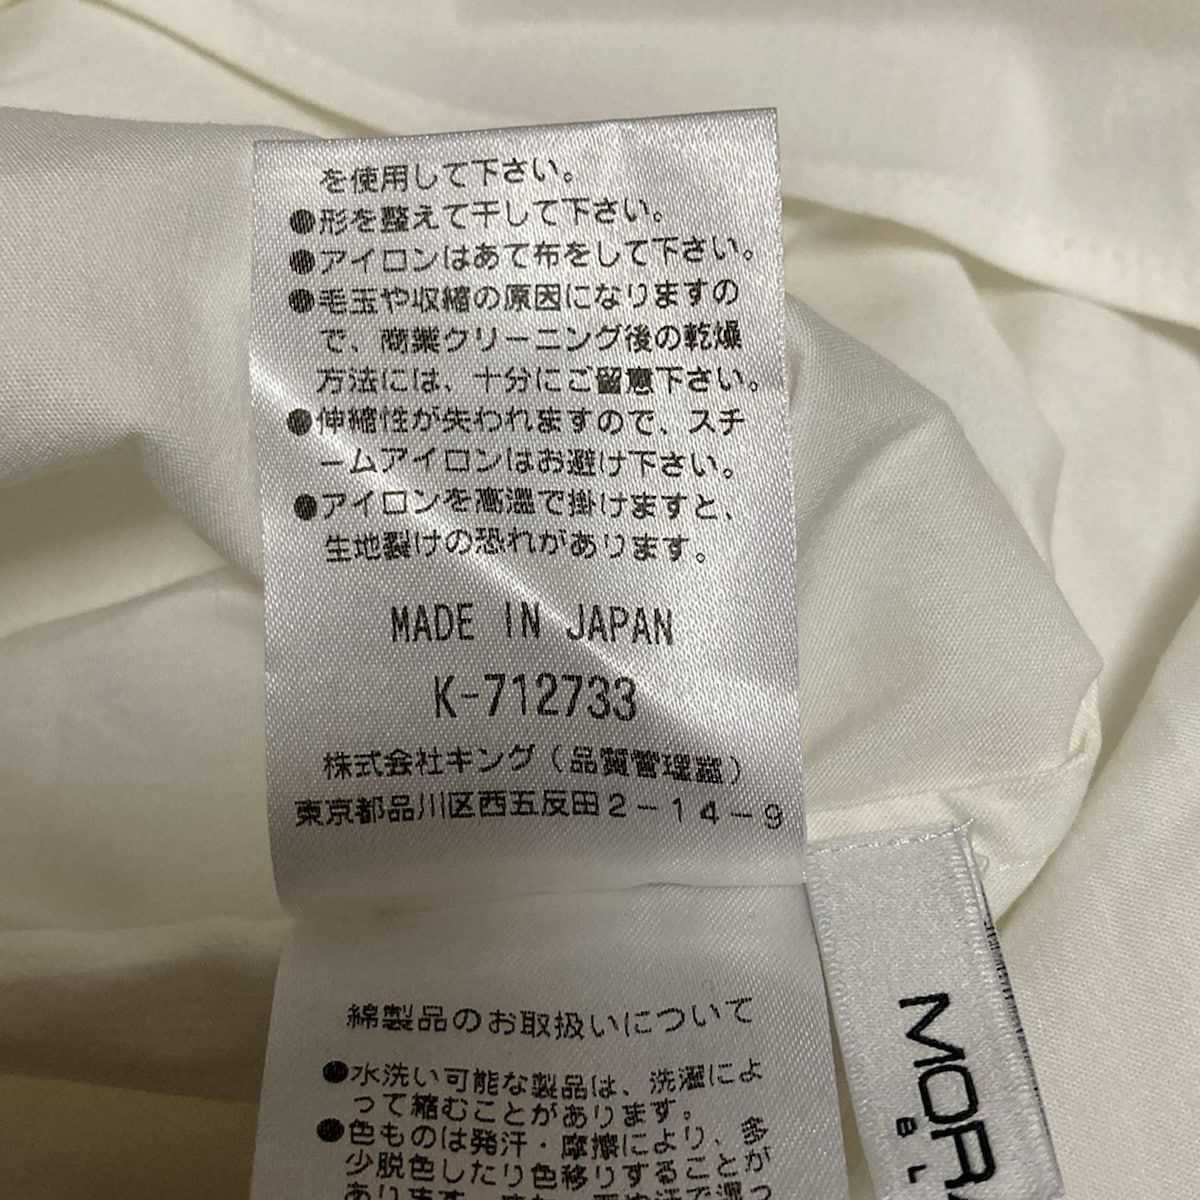 を使用して下さい。
●形を整えて干して下さい。
●アイロンはあて布をして下さい。
●毛玉や収縮の原因になりますの
で、商業クリーニング後の乾燥
方法には、十分にご留意下さい。
●伸縮性が失われますので、スチ
ームアイロンはお避け下さい。
●アイロンを高温で掛けますと、
生地裂けの恐れがあります。
MADE IN JAPAN
K-712733
株式会社キング(品質管理室)
東京都品川区西五反田2-14-9
綿製品のお取扱いについて
●水洗い可能な製品は、洗濯によ
って縮むことがあります。
●色ものは発汗・摩擦により、多
少脱色したり色移りすることが
あります。
MOR
BL